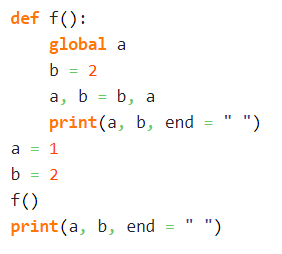 def f():
    global a
    b = 2
    a, b = b, a
    print(a, b, end = " ")
a = 1
b = 2
f()
print(a, b, end = " ")